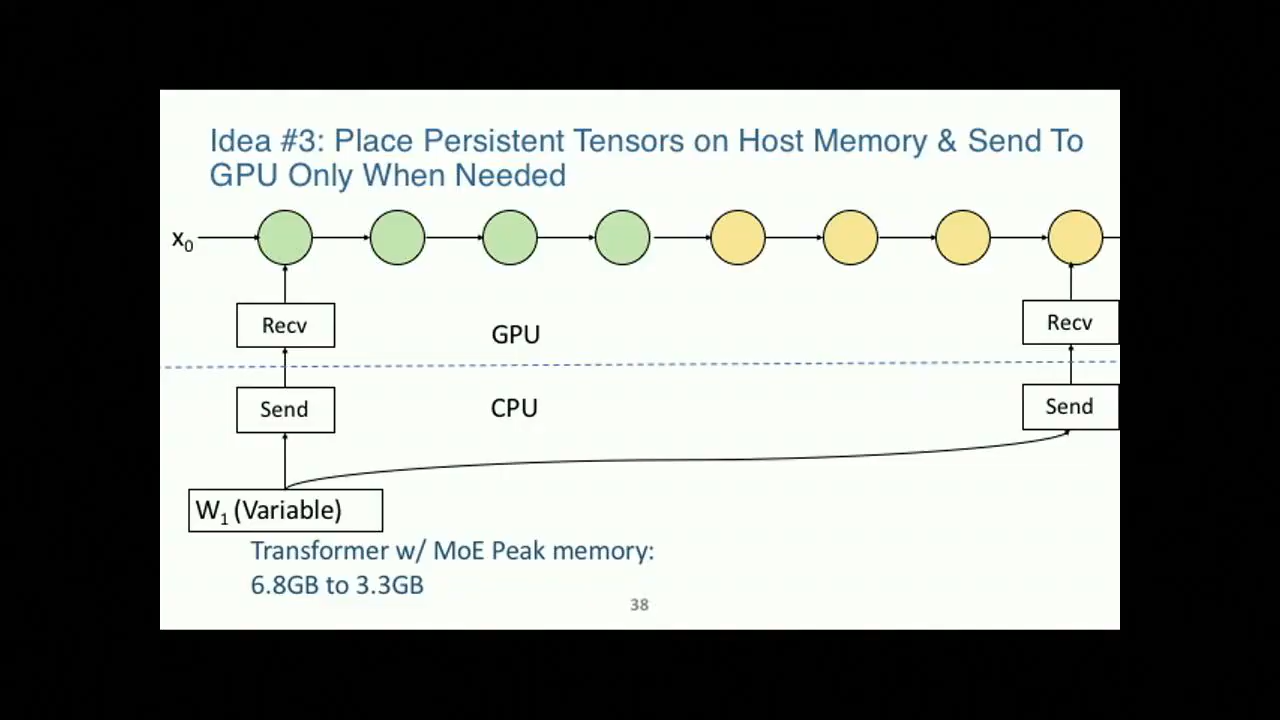 Idea #3: Place Persistent Tensors on Host Memory & Send To
GPU Only When Needed
x0
Recv
GPU
Recv
Send
CPU
Send
W1 (Variable)
Transformer w/ MoE Peak memory:
6.8GB to 3.3GB
38